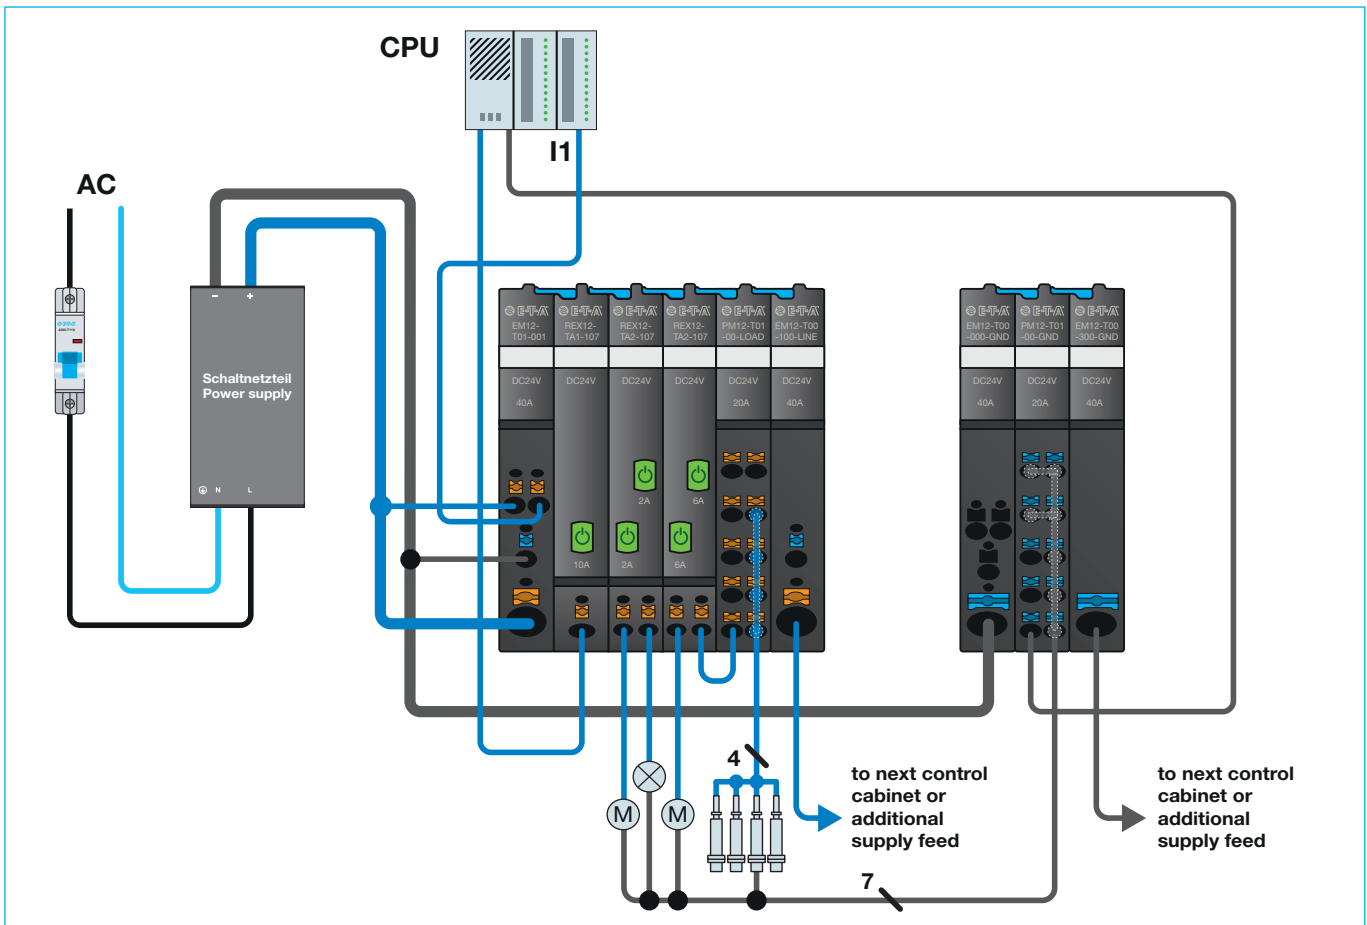 CPU
I1
AC
- +
Schaltnetzteil
Power supply
N L
E-T-A E-T-A E-T-A E-T-A E-T-A E-T-A
EM12-
T01-001
REX12-
TA1-107
REX12-
TA2-107
REX12-
TA2-107
PM12-T01
-00-LOAD
EM12-T00
-100-LINE
DC24V DC24V DC24V DC24V DC24V DC24V
40A 20A 40A
2A 6A
10A 2A 6A
E-T-A E-T-A E-T-A
EM12-T00
-000-GND
PM12-T01
-00-GND
EM12-T00
-300-GND
DC24V DC24V DC24V
40A 20A 40A
4
M M
to next control
cabinet or
additional
supply feed
to next control
cabinet or
additional
supply feed
7